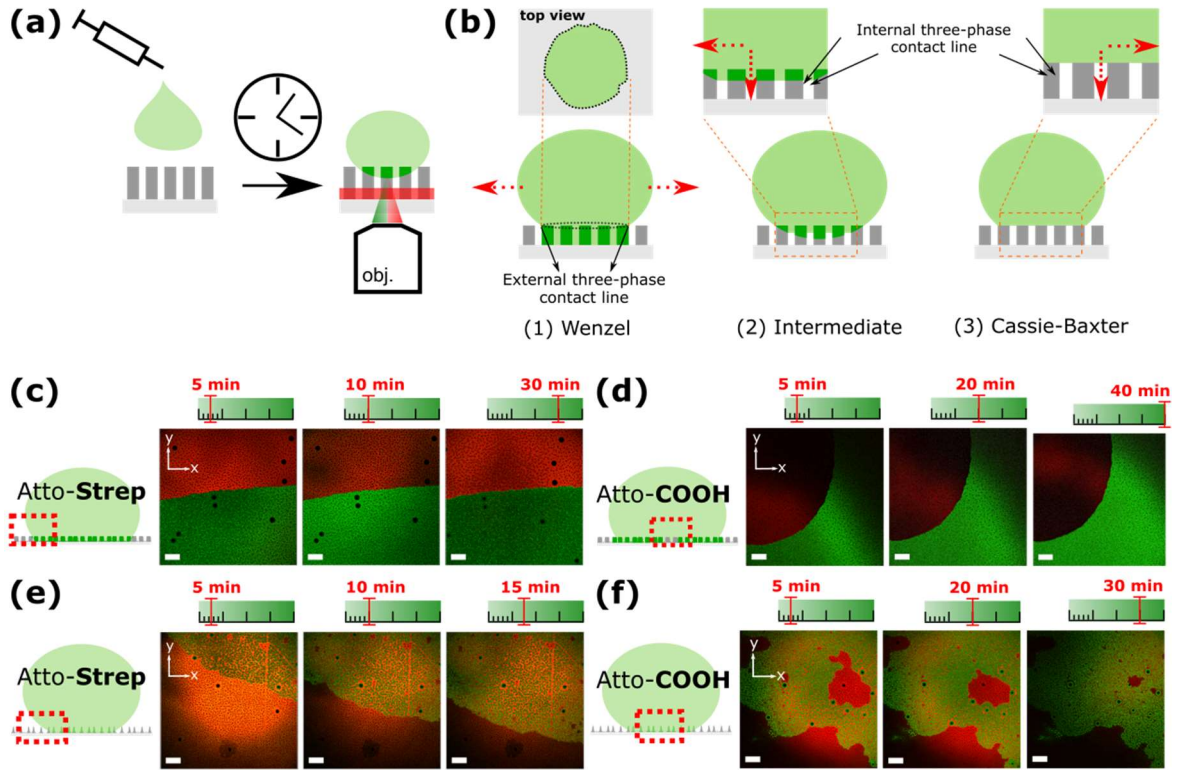 (a)
obj.
(b)
top view
Internal three-phase
contact line
External three-phase
contact line
(1) Wenzel
(2) Intermediate
(3) Cassie-Baxter
(c)
5 min
10 min
30 min
Atto-Strep
y
x
(d)
5 min
20 min
40 min
Atto-COOH
y
x
(e)
5 min
10 min
15 min
Atto-Strep
y
x
(f)
5 min
20 min
30 min
Atto-COOH
y
x